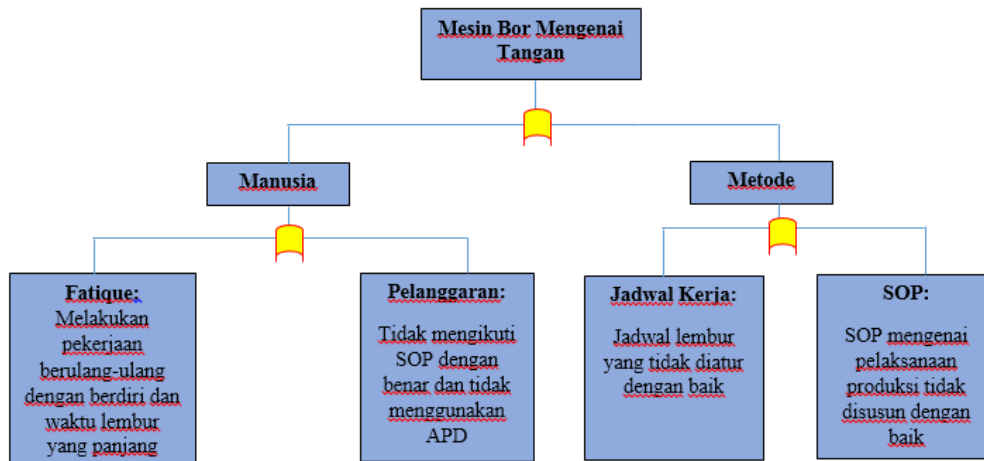 Mesin Bor Mengenai
Tangan
Manusia
Metode
Fatique:
Melakukan
pekerjaan
berulang-ulang
dengan berdiri dan
waktu lembur
yang panjang
Pelanggaran:
Tidak mengikuti
SOP dengan
benar dan tidak
menggunakan
APD
Jadwal Kerja:
Jadwal lembur
yang tidak diatur
dengan baik
SOP:
SOP mengenai
pelaksanaan
produksi tidak
disusun dengan
baik